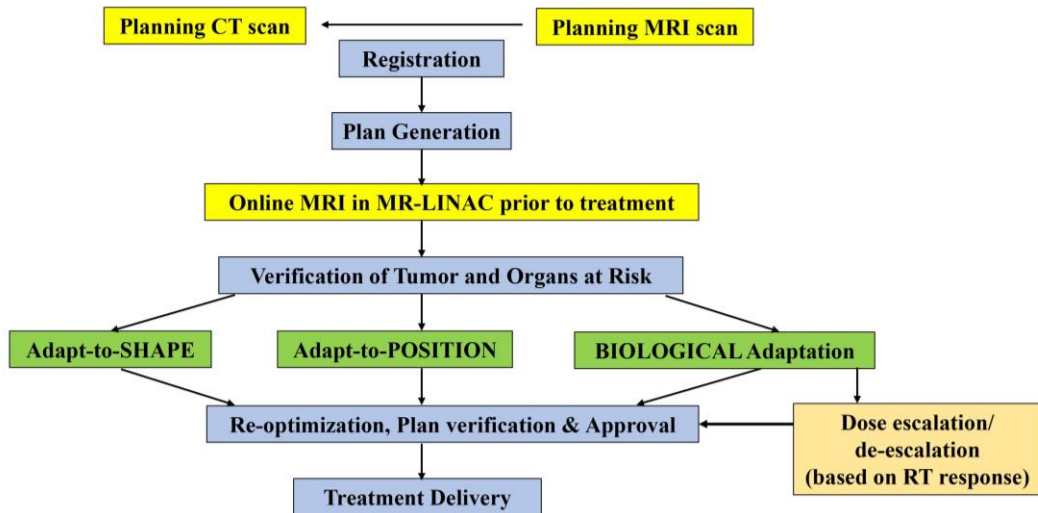 Planning CT scan
Planning MRI scan
Registration
Plan Generation
Online MRI in MR-LINAC prior to treatment
Verification of Tumor and Organs at Risk
Adapt-to-SHAPE
Adapt-to-POSITION
BIOLOGICAL Adaptation
Re-optimization, Plan verification & Approval
Dose escalation/
de-escalation
(based on RT response)
Treatment Delivery